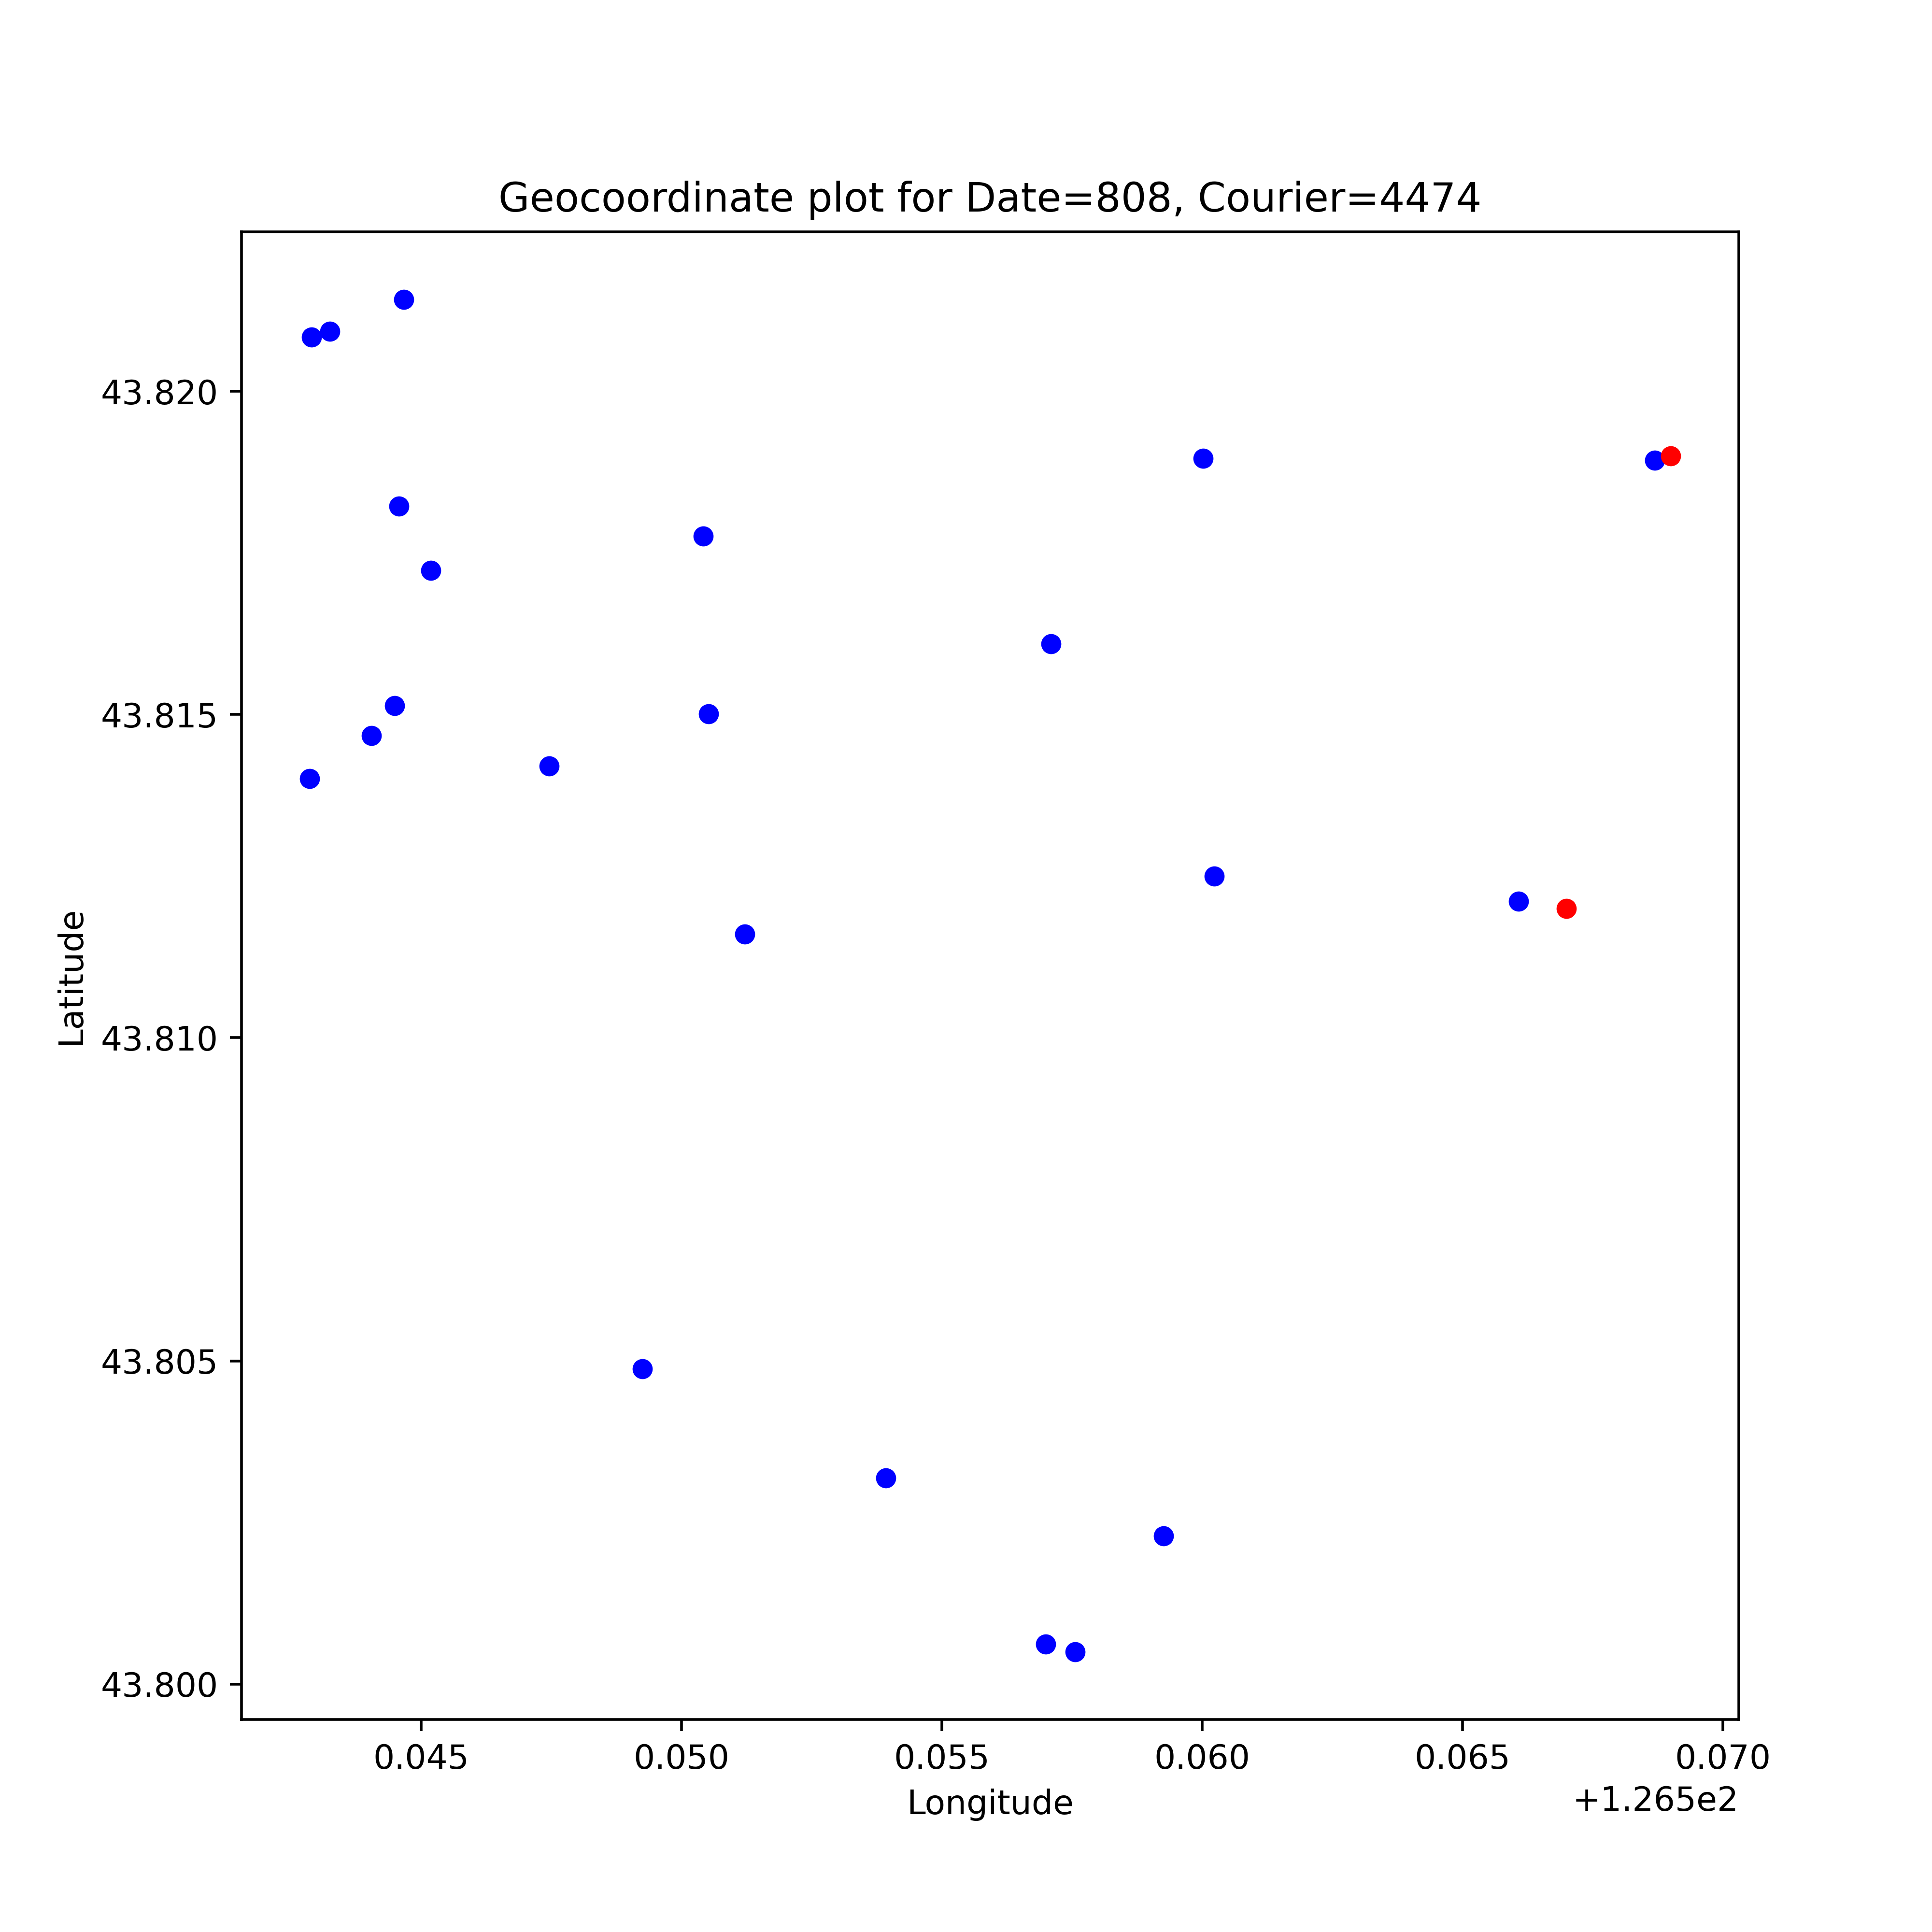 Geocoordinate plot for Date=808, Courier=4474
43.820
43.815
43.810
43.805
43.800
Latitude
0.045 0.050 0.055 0.060 0.065 0.070
Longitude
+1.265e2